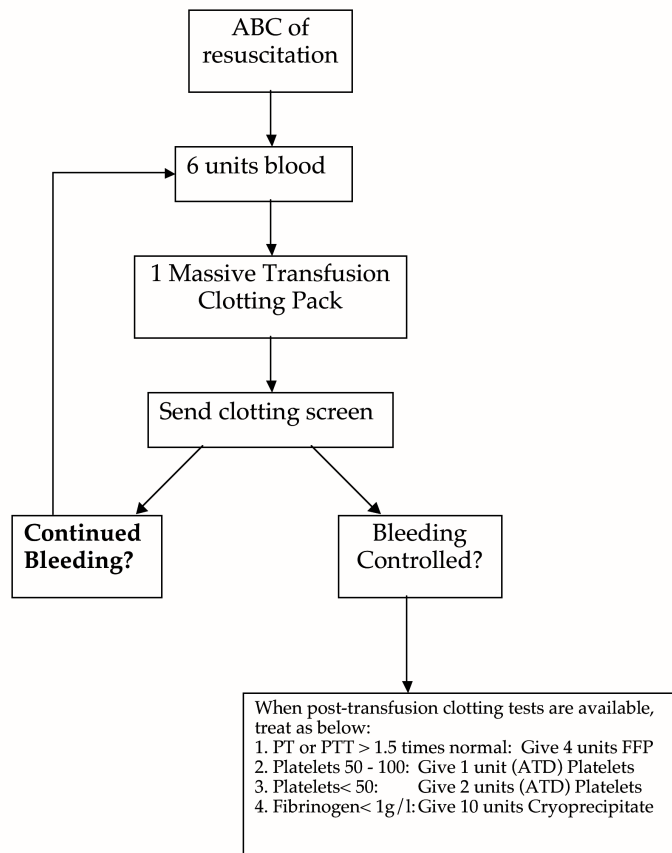 ABC of
resuscitation
6 units blood
1 Massive Transfusion
Clotting Pack
Send clotting screen
Continued
Bleeding?
Bleeding
Controlled?
When post-transfusion clotting tests are available,
treat as below:
1. PT or PTT > 1.5 times normal: Give 4 units FFP
2. Platelets 50 - 100: Give 1 unit (ATD) Platelets
3. Platelets< 50: Give 2 units (ATD) Platelets
4. Fibrinogen< 1g/l: Give 10 units Cryoprecipitate